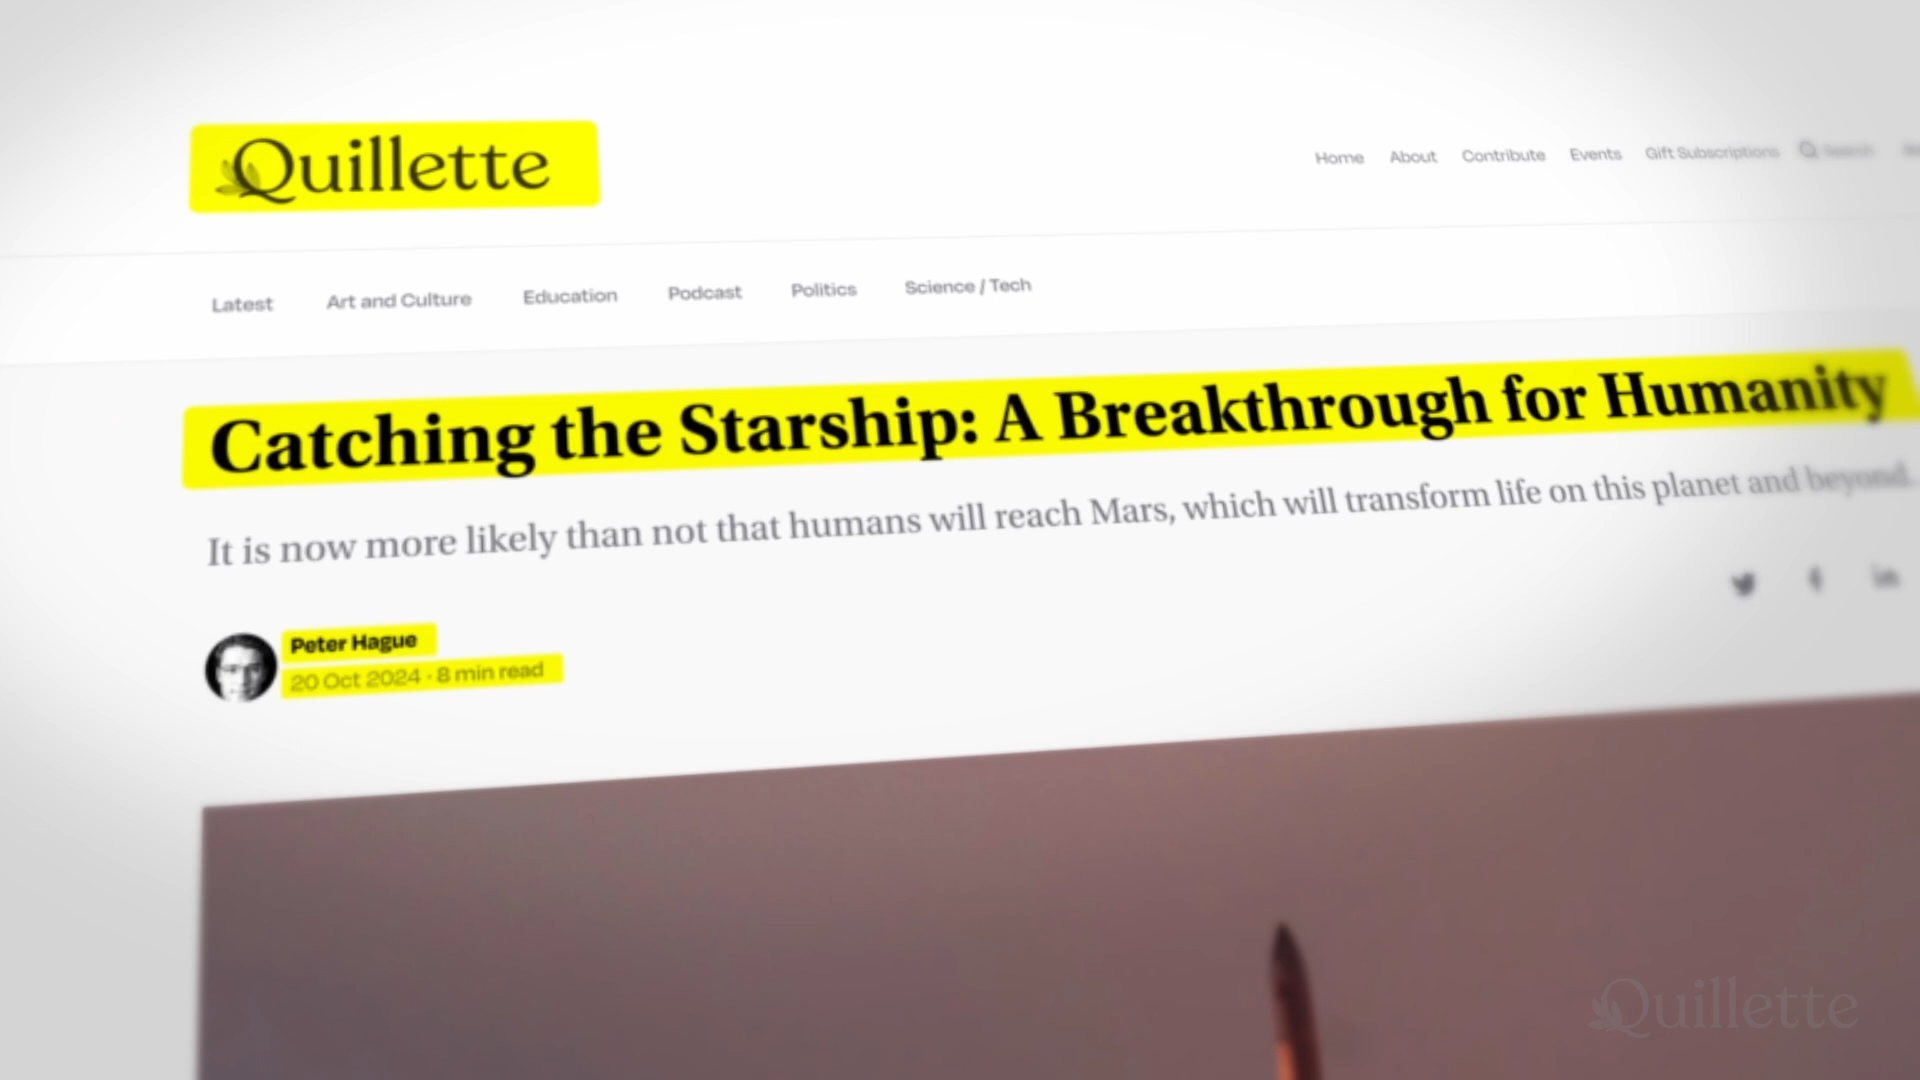 Quillette
Home About Contribute Events Gift Subscriptions Search
Latest Art and Culture Education Podcast Politics Science / Tech
Catching the Starship: A Breakthrough for Humanity
It is now more likely than not that humans will reach Mars, which will transform life on this planet and beyond.
Peter Hague
20 Oct 2024 · 8 min read
Quillette